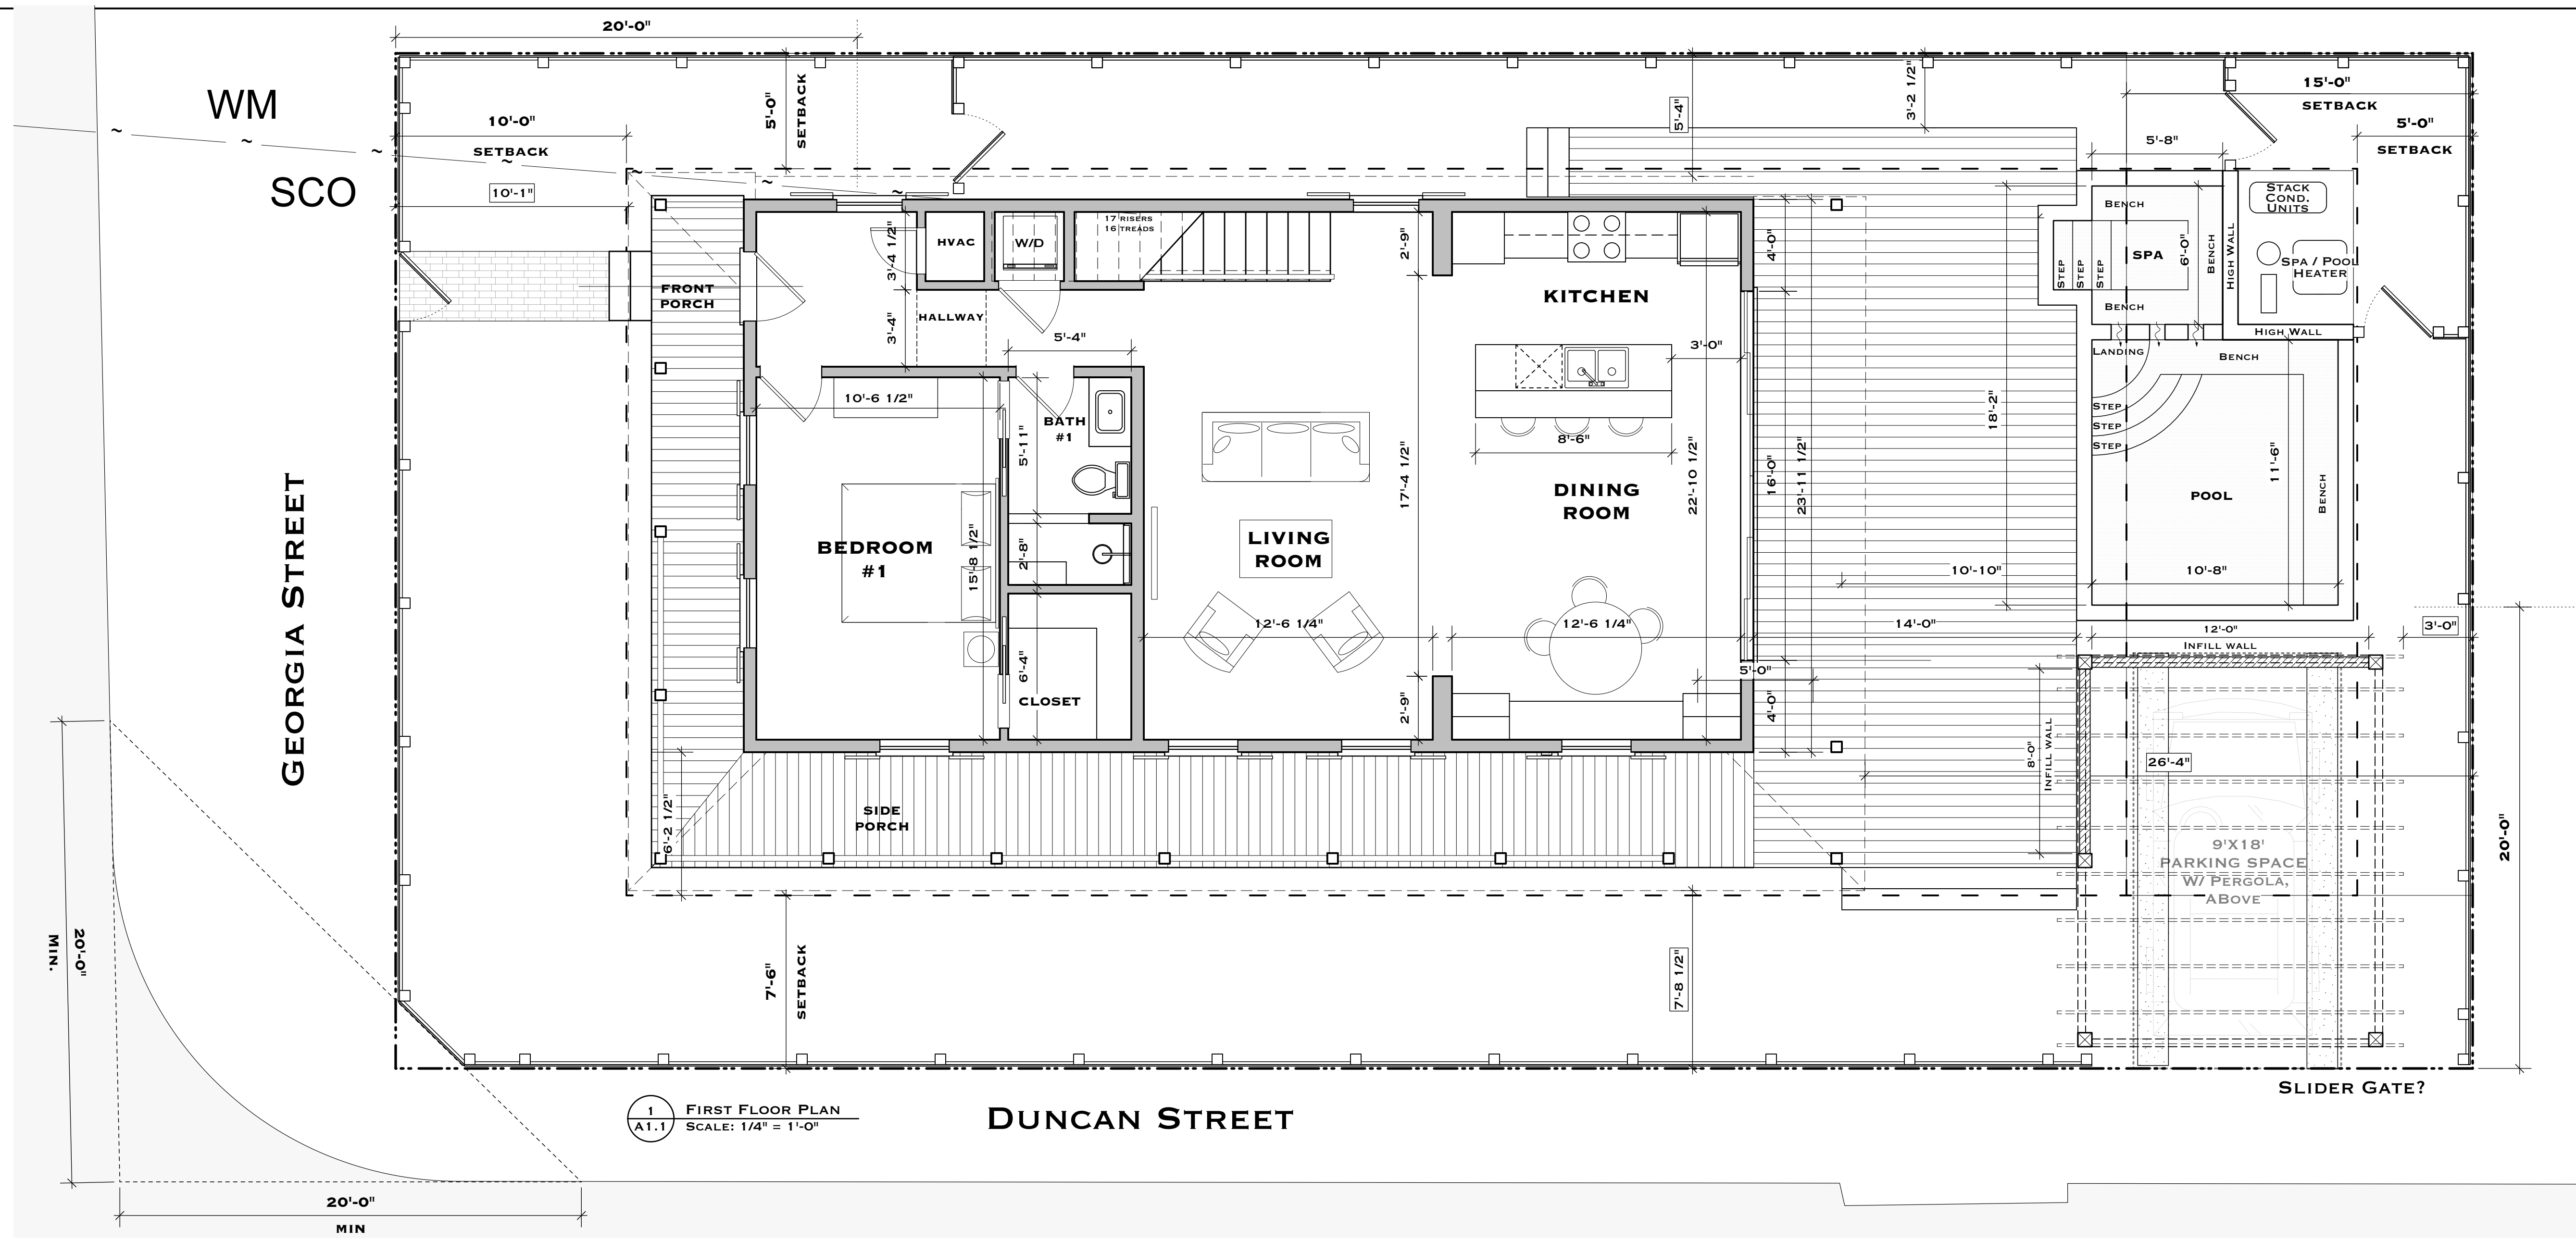 20'-0"
WM
SCO
10'-0"
SETBACK
10'-1"
5'-0"
SETBACK
5'-4"
3'-2 1/2"
15'-0"
SETBACK
5'-0"
SETBACK
5'-8"
STACK
COND.
UNITS
SPA / POOL
HEATER
HIGH WALL
HIGH WALL
BENCH
SPA
6'-0"
BENCH
BENCH
STEP
STEP
STEP
FRONT
PORCH
3'-4 1/2"
HVAC
W/D
17 RISERS
16 TREADS
HALLWAY
3'-4"
5'-4"
2'-9"
KITCHEN
3'-0"
4'-0"
LANDING
BENCH
STEP
STEP
STEP
18'-2"
11'-6"
POOL
BENCH
10'-6 1/2"
BATH
#1
5'-11"
8'-6"
17'-4 1/2"
22'-10 1/2"
16'-0"
23'-11 1/2"
DINING
ROOM
GEORGIA STREET
BEDROOM
#1
15'-8 1/2"
2'-8"
LIVING
ROOM
10'-10"
10'-8"
12'-6 1/4"
12'-6 1/4"
14'-0"
12'-0"
INFILL WALL
3'-0"
6'-4"
CLOSET
2'-9"
5'-0"
4'-0"
8'-0"
INFILL WALL
26'-4"
6'-2 1/2"
SIDE
PORCH
9'X18'
PARKING SPACE
W/ PERGOLA,
ABOVE
20'-0"
20'-0"
MIN.
7'-6"
SETBACK
7'-8 1/2"
SLIDER GATE?
1
A1.1
FIRST FLOOR PLAN
SCALE: 1/4" = 1'-0"
DUNCAN STREET
20'-0"
MIN